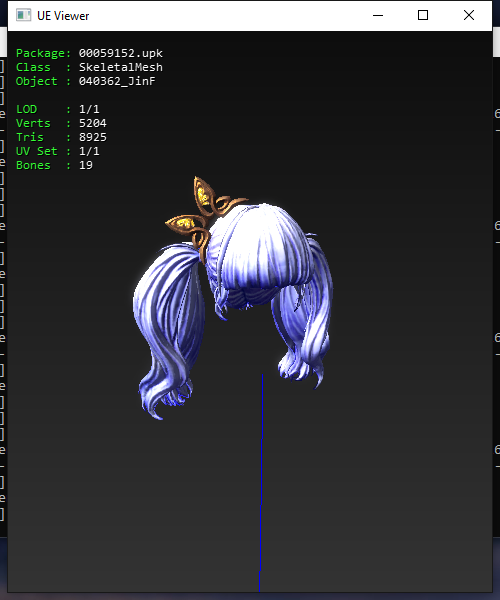 UE Viewer
Package: 00059152.upk
Class : SkeletalMesh
Object : 040362_JinF
LOD : 1/1
Verts : 5204
Tris : 8925
UV Set : 1/1
Bones : 19